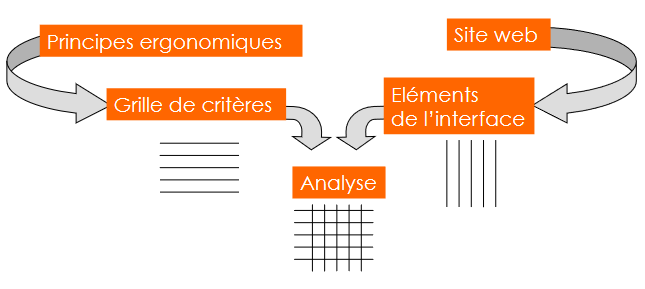 Principes ergonomiques
Site web
Grille de critères
Eléments
de l'interface
Analyse